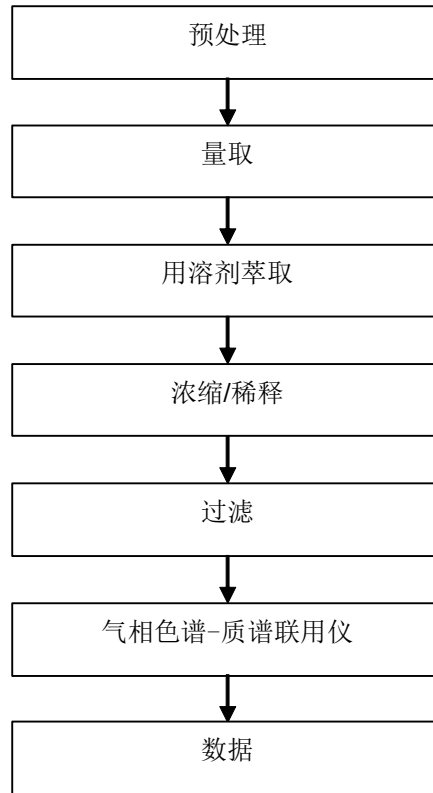 预处理
量取
用溶剂萃取
浓缩/稀释
过滤
气相色谱-质谱联用仪
数据